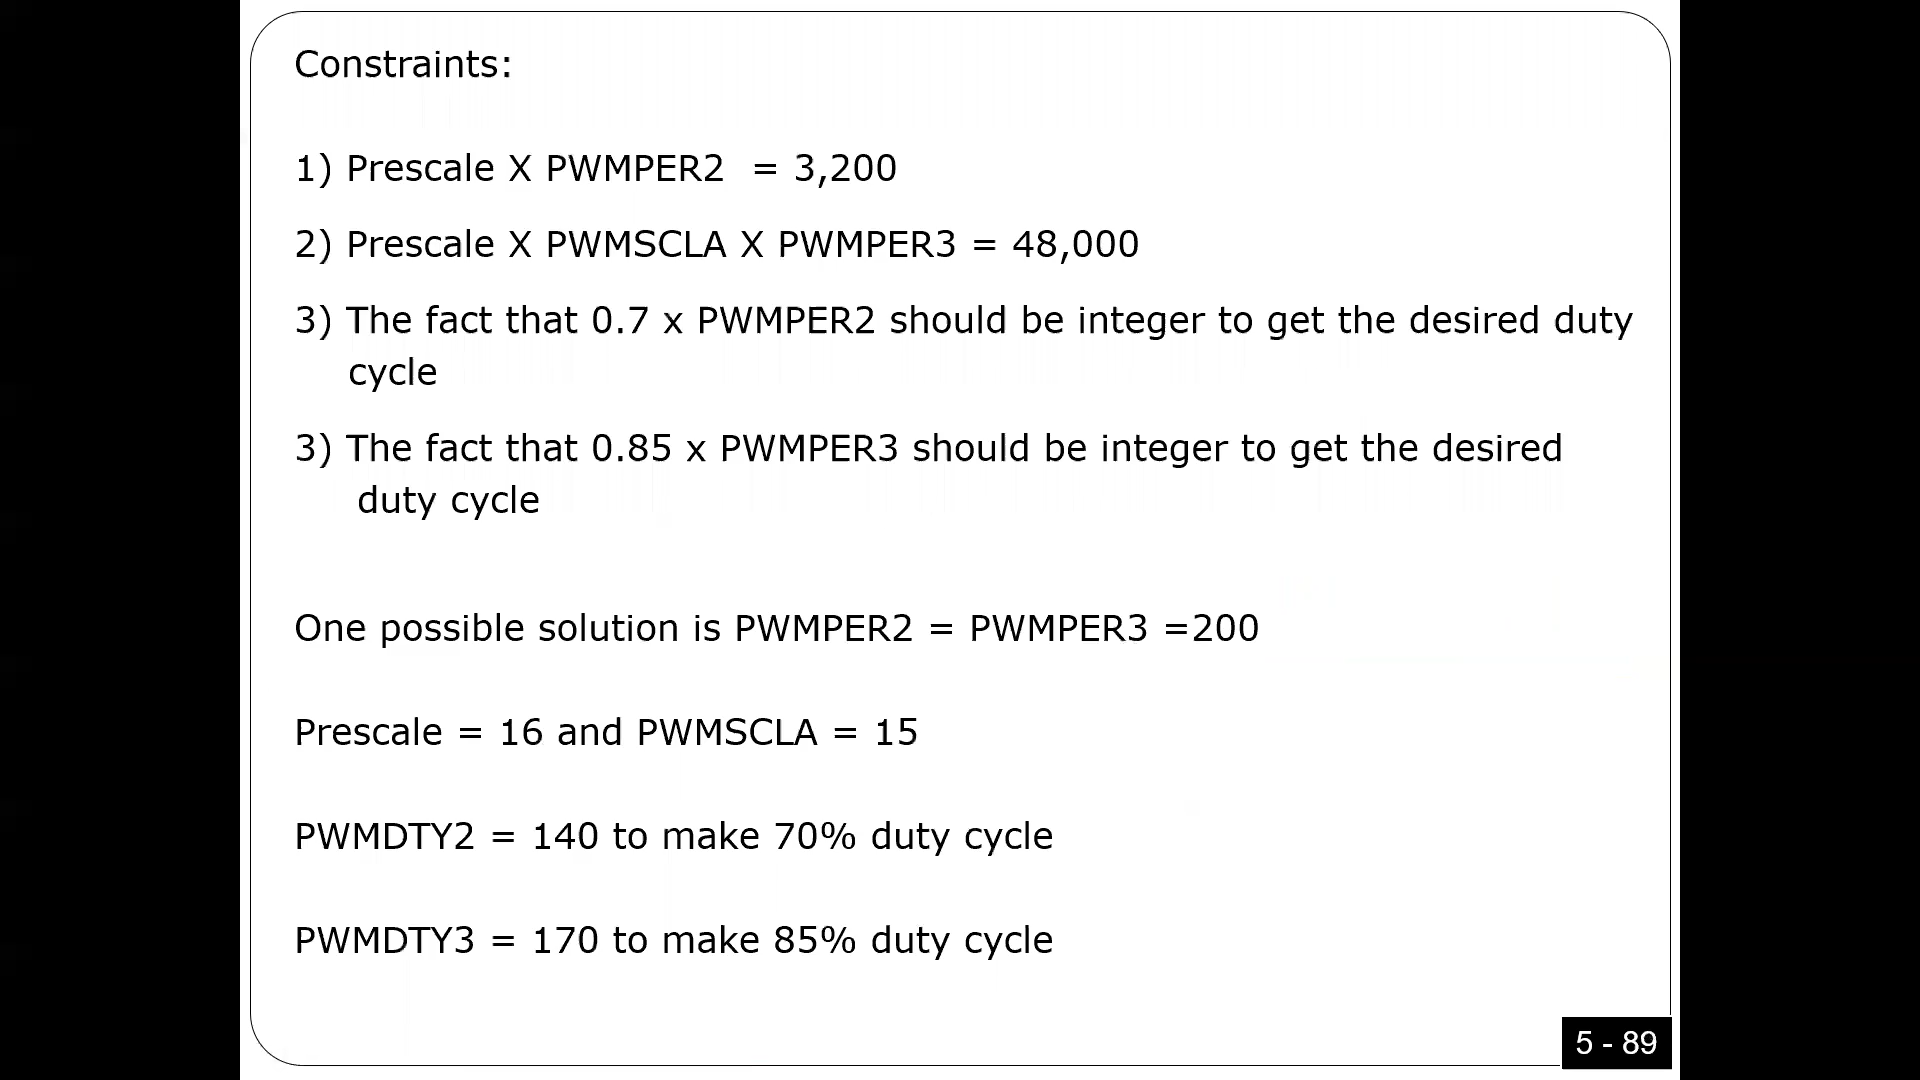 Constraints:
1) Prescale X PWMPER2 = 3,200
2) Prescale X PWMSCLA X PWMPER3 = 48,000
3) The fact that 0.7 x PWMPER2 should be integer to get the desired duty
cycle
3) The fact that 0.85 x PWMPER3 should be integer to get the desired
duty cycle
One possible solution is PWMPER2 = PWMPER3 =200
Prescale = 16 and PWMSCLA = 15
PWMDTY2 = 140 to make 70% duty cycle
PWMDTY3 = 170 to make 85% duty cycle
5 - 89